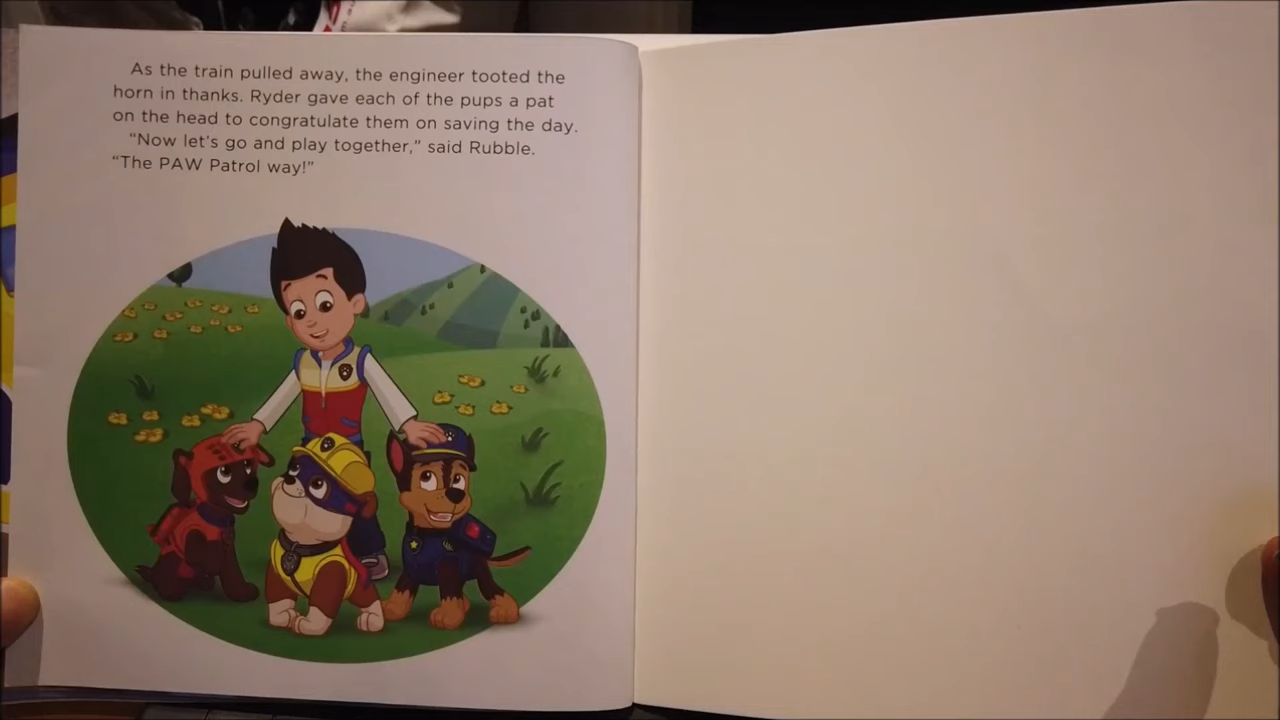 As the train pulled away, the engineer tooted the
horn in thanks. Ryder gave each of the pups a pat
on the head to congratulate them on saving the day.
“Now let’s go and play together,” said Rubble.
“The PAW Patrol way!”